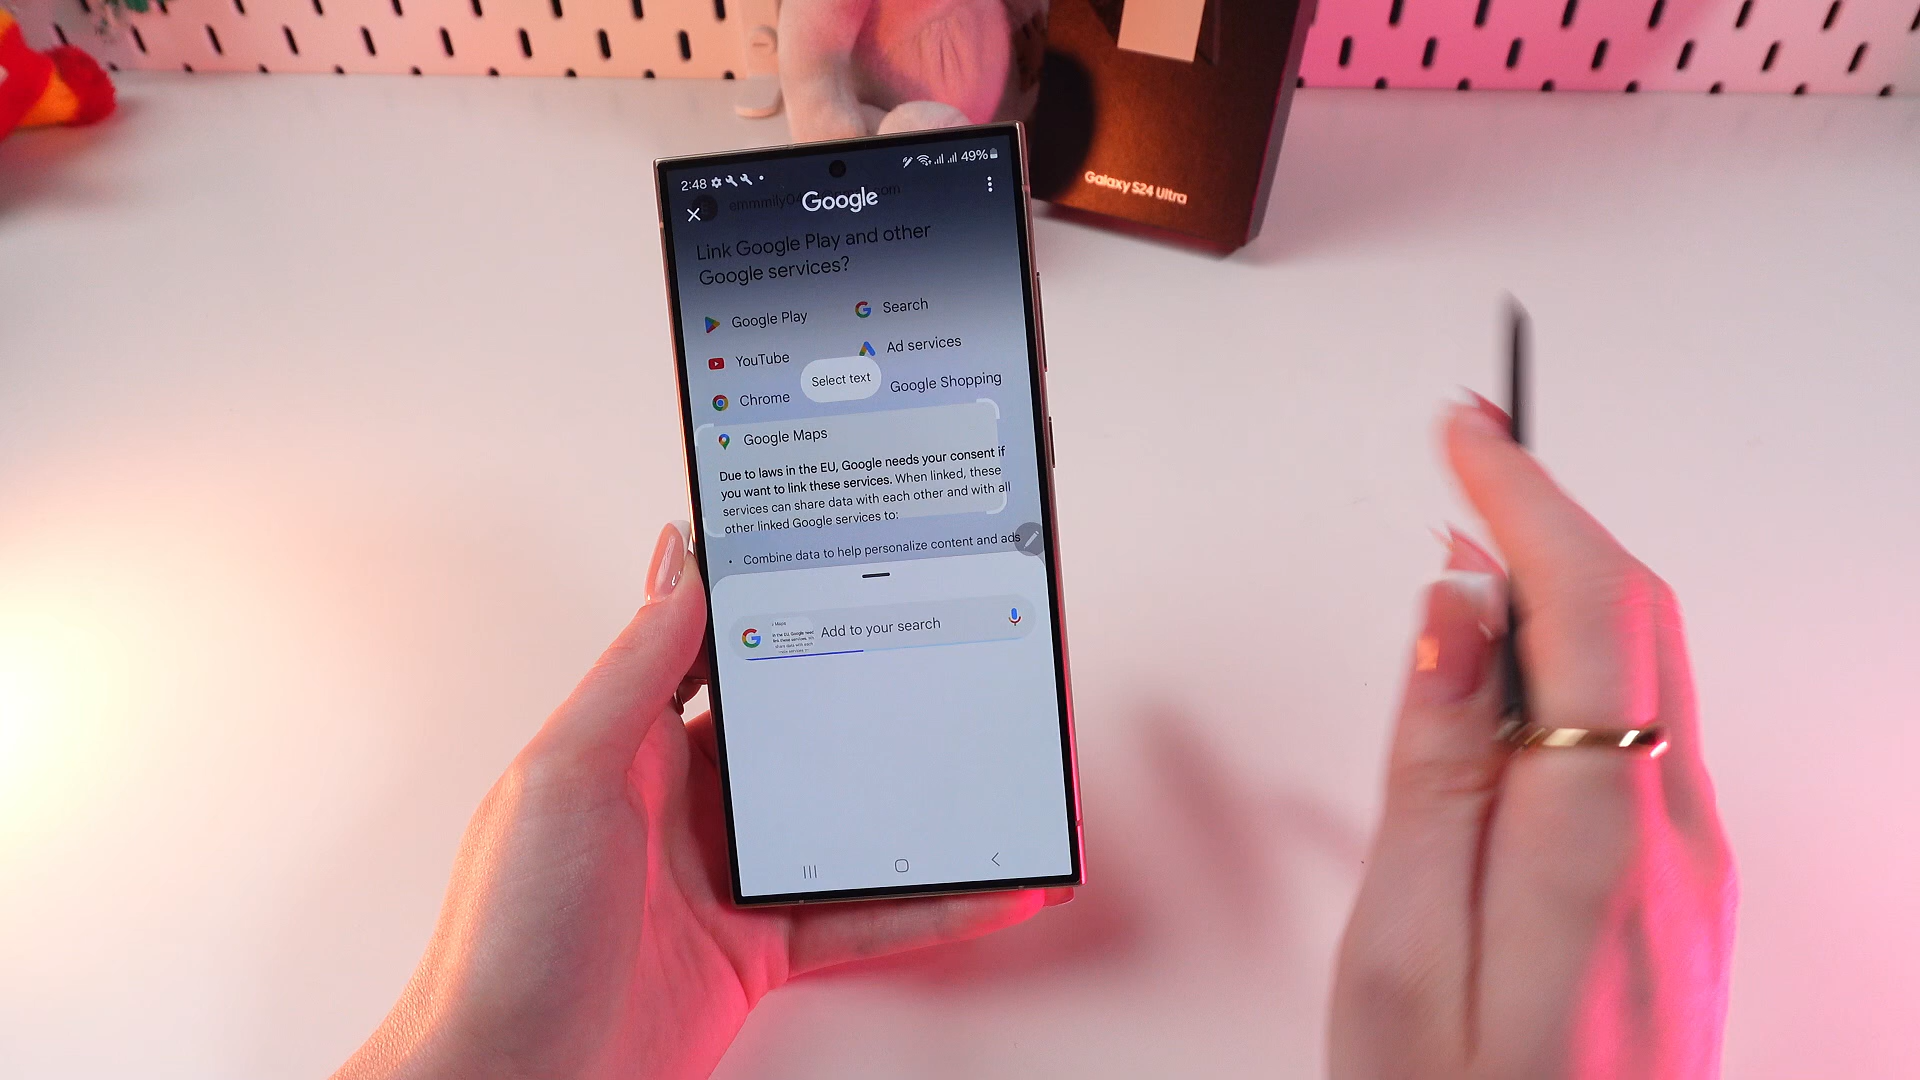 2:48
49%
emmmily0
com
Google
Link Google Play and other
Google services?
Google Play
Search
YouTube
Ad services
Select text
Chrome
Google Shopping
Google Maps
Due to laws in the EU, Google needs your consent if
you want to link these services. When linked, these
services can share data with each other and with all
other linked Google services to:
• Combine data to help personalize content and ads
Add to your search
Galaxy S24 Ultra